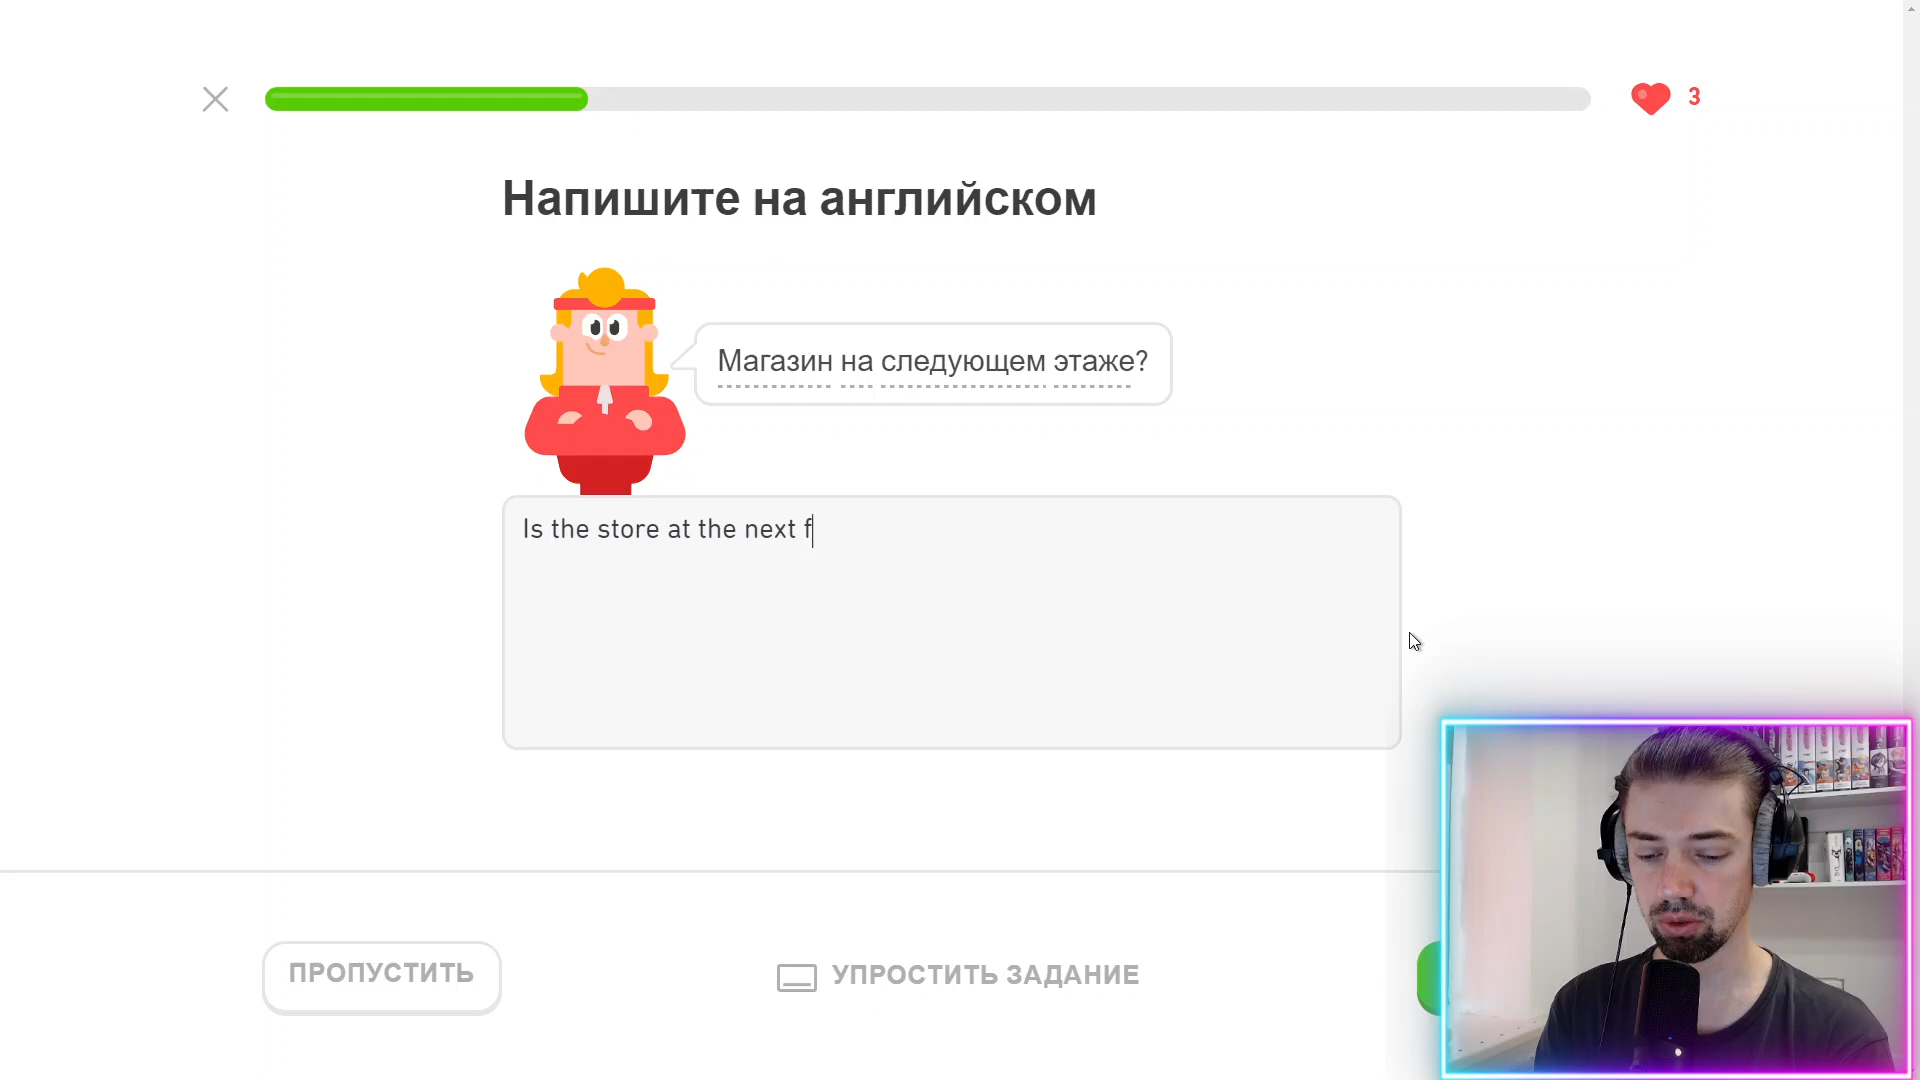 3
Напишите на английском
Магазин на следующем этаже?
Is the store at the next f
ПРОПУСТИТЬ
УПРОСТИТЬ ЗАДАНИЕ